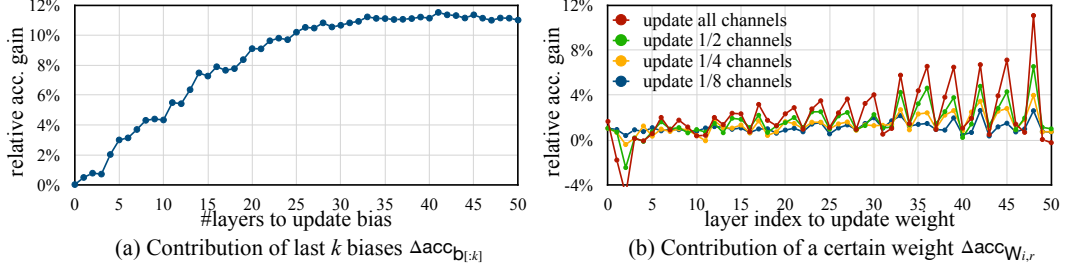 relative acc. gain
12%
10%
8%
6%
4%
2%
0%
0 5 10 15 20 25 30 35 40 45 50
#layers to update bias
(a) Contribution of last k biases Δacc_b[:k]
relative acc. gain
12%
8%
4%
0%
-4%
update all channels
update 1/2 channels
update 1/4 channels
update 1/8 channels
0 5 10 15 20 25 30 35 40 45 50
layer index to update weight
(b) Contribution of a certain weight Δacc_Wi,r